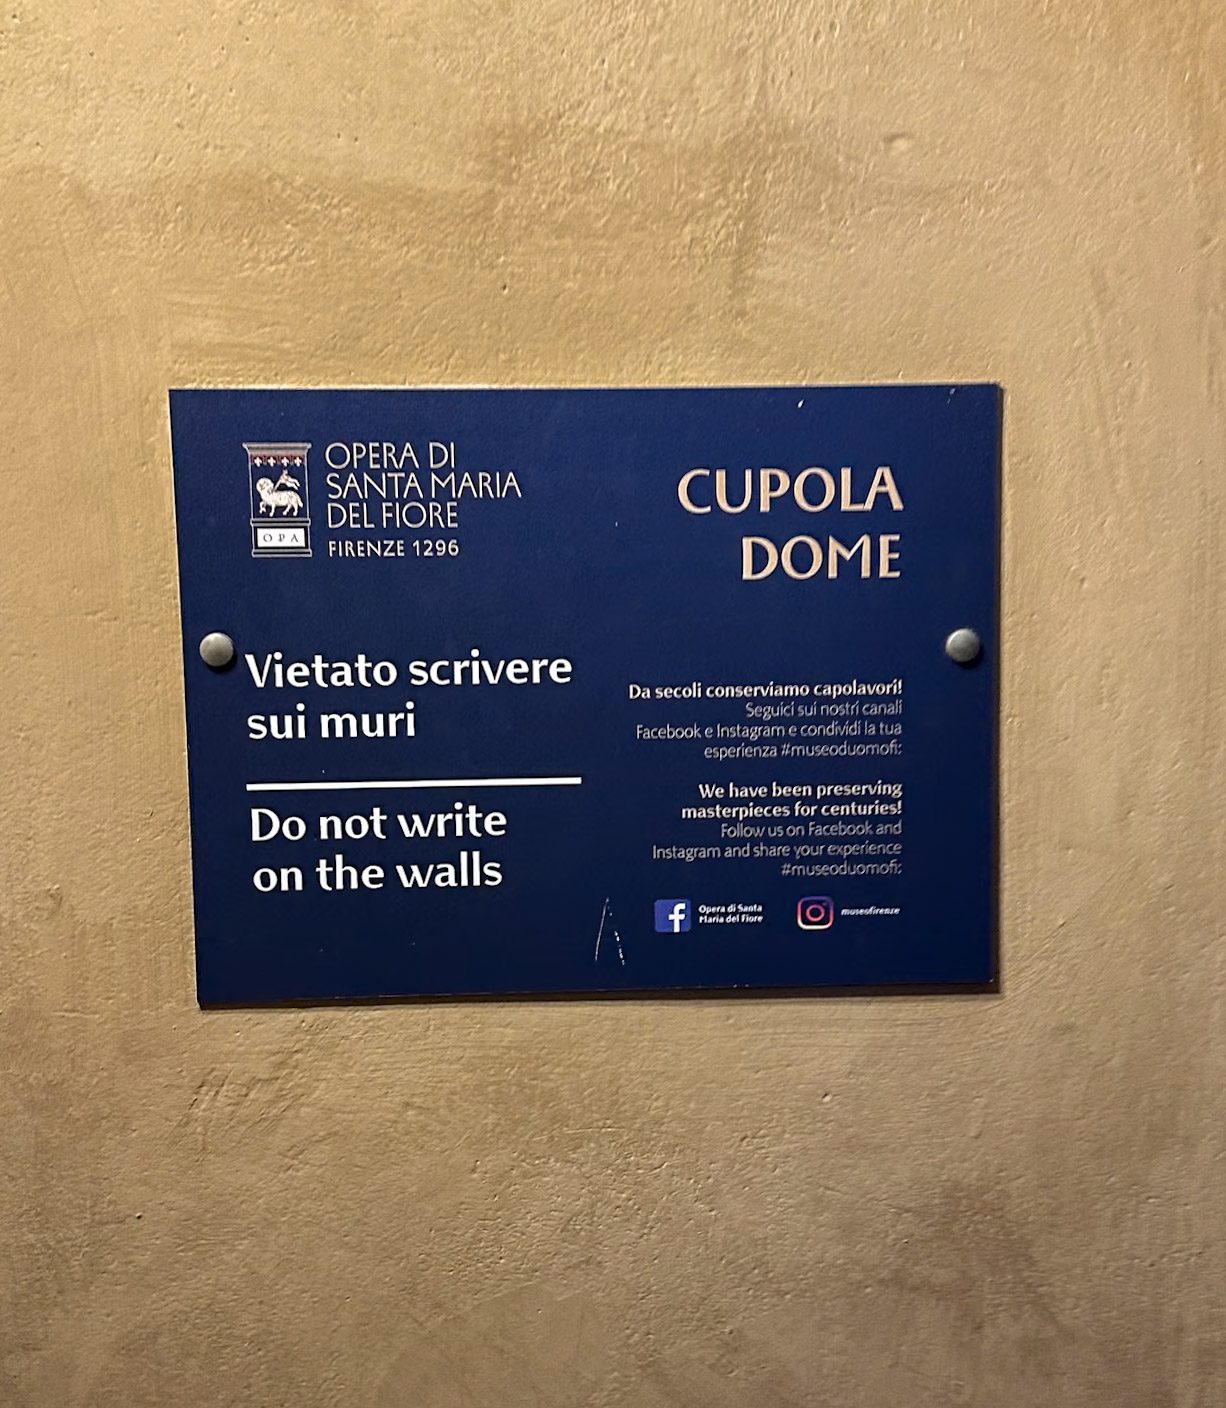 OPERA DI
SANTA MARIA
DEL FIORE
FIRENZE 1296
OPA
CUPOLA
DOME
Vietato scrivere
sui muri
Do not write
on the walls
Da secoli conserviamo capolavori!
Seguici sui nostri canali
Facebook e Instagram e condividi la tua
esperienza #museoduomofi:
We have been preserving
masterpieces for centuries!
Follow us on Facebook and
Instagram and share your experience
#museoduomofi:
f
Opera di Santa
Maria del Fiore
museofirenze